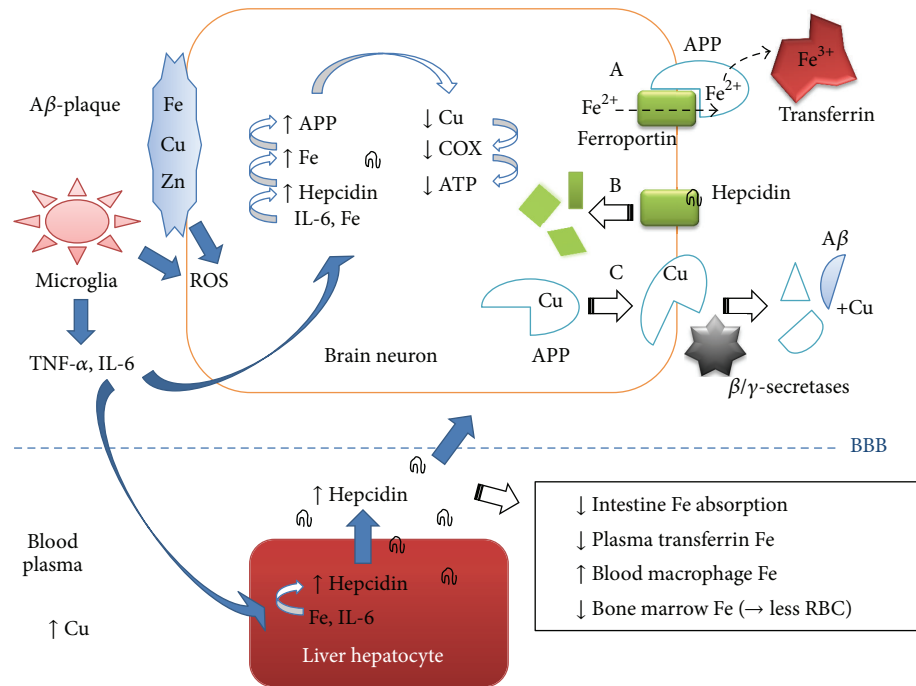 Aβ-plaque
Fe
Cu
Zn
Microglia
ROS
TNF-α, IL-6
↑ APP
↑ Fe
↑ Hepcidin
IL-6, Fe
↓ Cu
↓ COX
↓ ATP
A
APP
Fe2+
Fe2+
Ferroportin
Fe3+
Transferrin
B
Hepcidin
Cu
APP
C
Cu
Aβ
+Cu
β/γ-secretases
Brain neuron
BBB
↑ Hepcidin
Blood
plasma
↑ Cu
↑ Hepcidin
Fe, IL-6
Liver hepatocyte
↓ Intestine Fe absorption
↓ Plasma transferrin Fe
↑ Blood macrophage Fe
↓ Bone marrow Fe (→ less RBC)